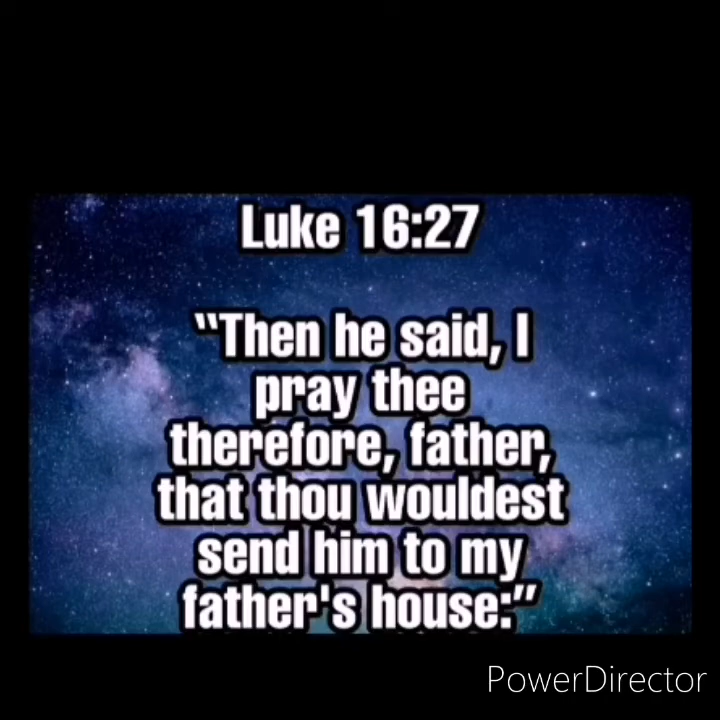 Luke 16:27
"Then he said, I
pray thee
therefore, father,
that thou wouldest
send him to my
father's house:"
PowerDirector